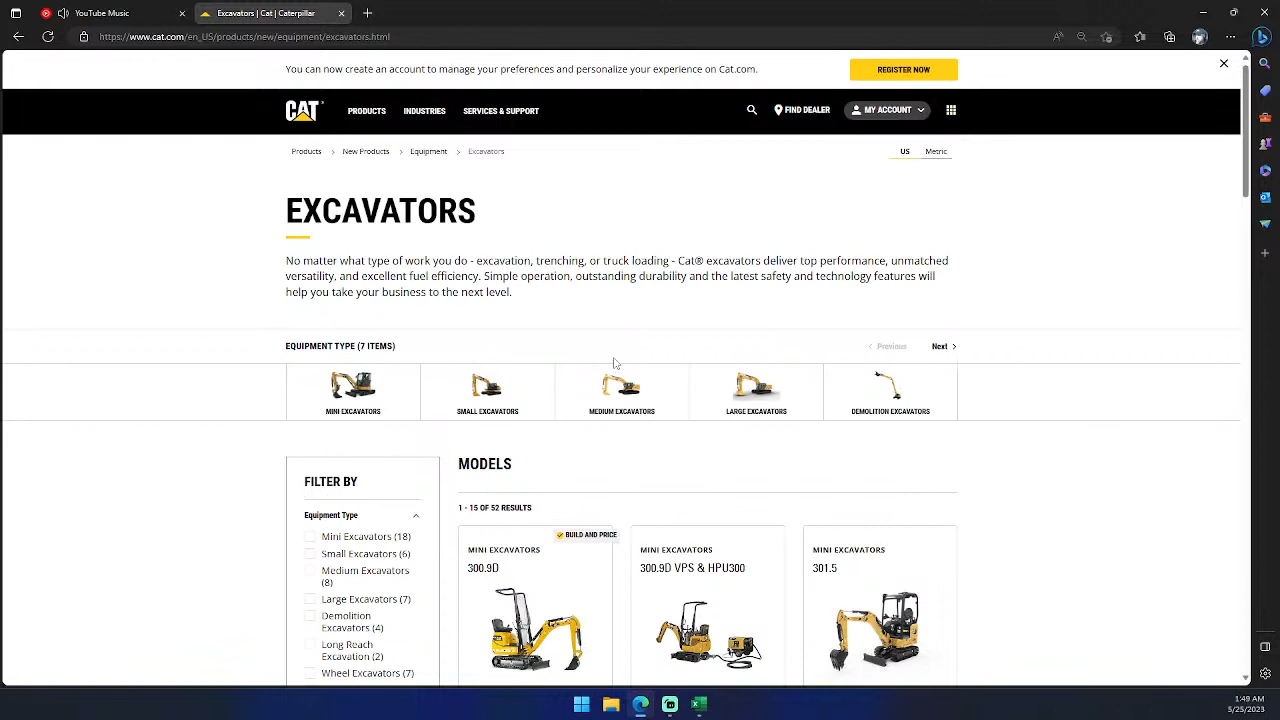 YouTube Music
Excavators | Cat | Caterpillar
https://www.cat.com/en_US/products/new/equipment/excavators.html
You can now create an account to manage your preferences and personalize your experience on Cat.com.
REGISTER NOW
CAT
PRODUCTS
INDUSTRIES
SERVICES & SUPPORT
FIND DEALER
MY ACCOUNT
Products > New Products > Equipment > Excavators
US
Metric
EXCAVATORS
No matter what type of work you do - excavation, trenching, or truck loading - Cat® excavators deliver top performance, unmatched
versatility, and excellent fuel efficiency. Simple operation, outstanding durability and the latest safety and technology features will
help you take your business to the next level.
EQUIPMENT TYPE (7 ITEMS)
< Previous
Next >
MINI EXCAVATORS
SMALL EXCAVATORS
MEDIUM EXCAVATORS
LARGE EXCAVATORS
DEMOLITION EXCAVATORS
FILTER BY
Equipment Type
Mini Excavators (18)
Small Excavators (6)
Medium Excavators
(8)
Large Excavators (7)
Demolition
Excavators (4)
Long Reach
Excavation (2)
Wheel Excavators (7)
MODELS
1 - 15 OF 52 RESULTS
BUILD AND PRICE
MINI EXCAVATORS
300.9D
MINI EXCAVATORS
300.9D VPS & HPU300
MINI EXCAVATORS
301.5
1:49 AM
5/25/2023